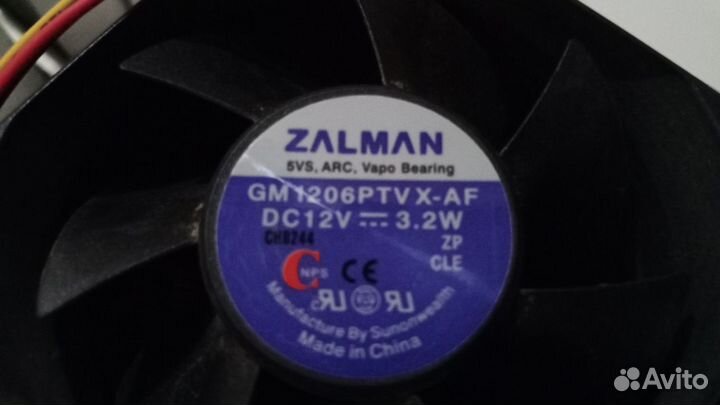 ZALMAN
5VS, ARC, Vapo Bearing
GM1206PTVX-AF
DC12V ⎓ 3.2W
CH8244
ZP
CLE
C NPS CE
Manufacture By Sunonwealth
Made in China
Avito